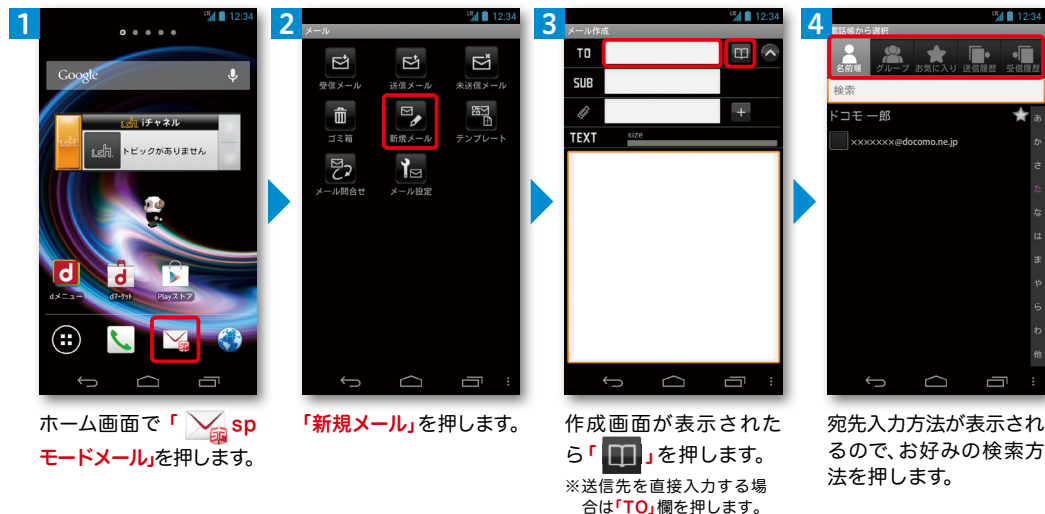 1
LTE 12:34
Google
i.ch iチャネル
i.ch
i.ch
トピックがありません
d
dメニュー
d
dマーケット
Playストア
ホーム画面で「 sp
モードメール」を押します。
2
LTE 12:34
メール
受信メール 送信メール 未送信メール
ゴミ箱 新規メール テンプレート
メール問合せ メール設定
「新規メール」を押します。
3
LTE 12:34
メール作成
TO
SUB
+
TEXT size
作成画面が表示された
ら「 」を押します。
※送信先を直接入力する場
合は「TO」欄を押します。
4
LTE 12:34
電話帳から選択
名前順 グループ お気に入り 送信履歴 受信履歴
検索
ドコモ 一郎 ★ あ
xxxxxxx@docomo.ne.jp か
さ
た
な
は
ま
や
ら
わ
他
宛先入力方法が表示され
るので、お好みの検索方
法を押します。